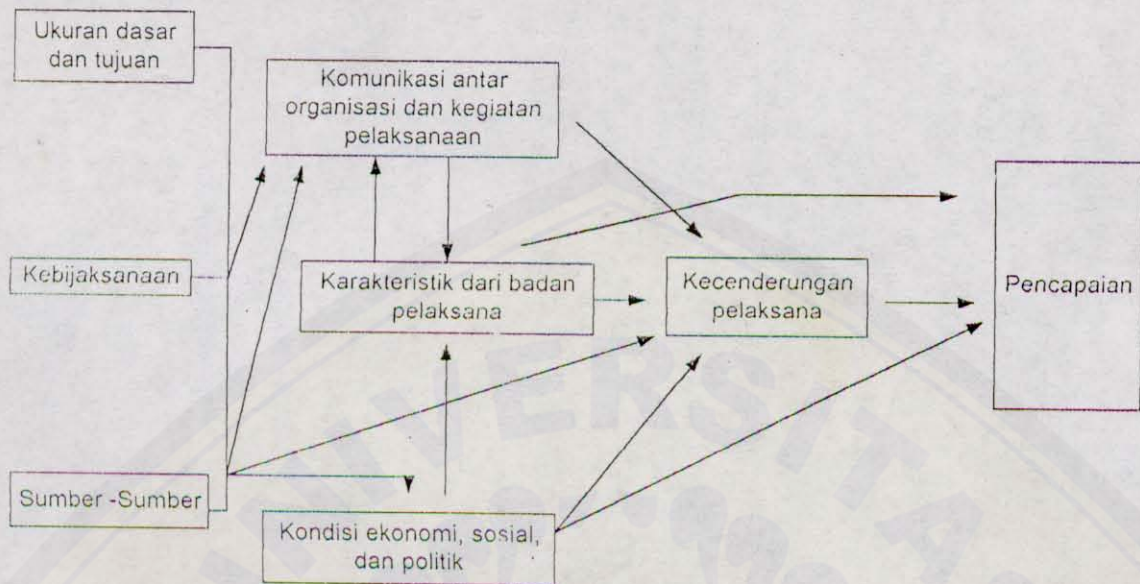 Ukuran dasar
dan tujuan
Komunikasi antar
organisasi dan kegiatan
pelaksanaan
Kebijaksanaan
Karakteristik dari badan
pelaksana
Kecenderungan
pelaksana
Pencapaian
Sumber -Sumber
Kondisi ekonomi, sosial,
dan politik
UNIVERSITA